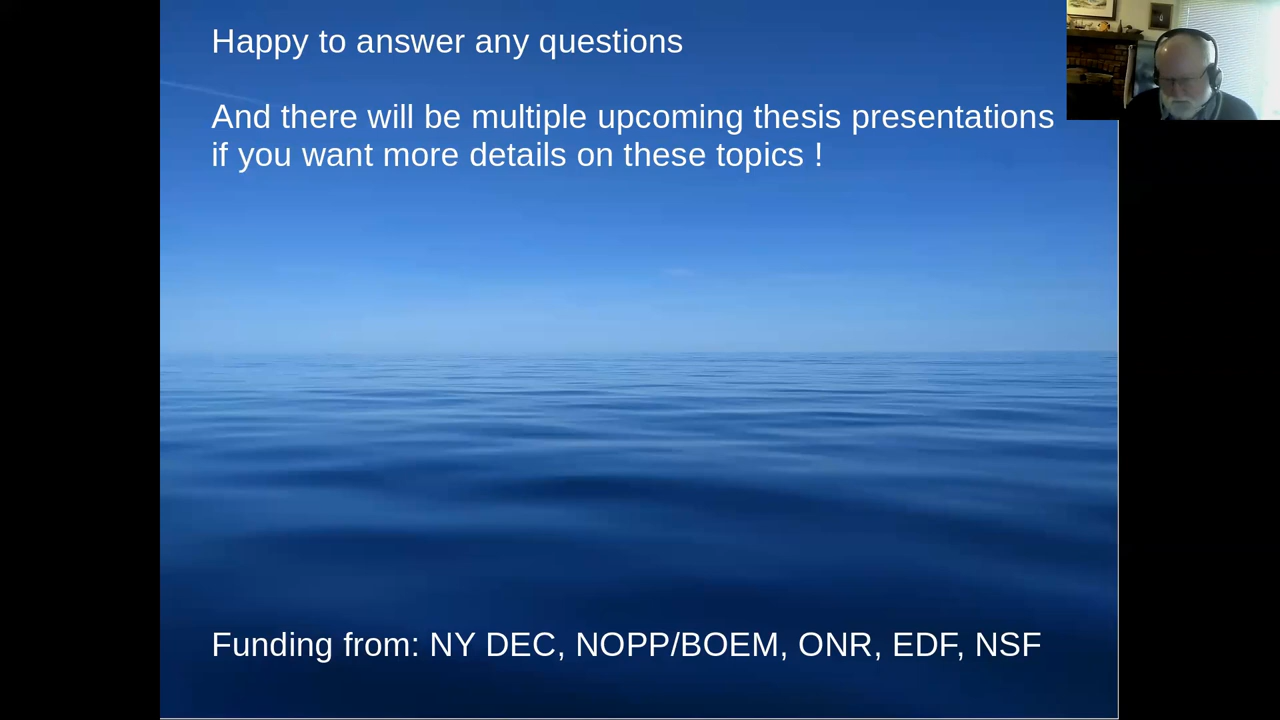 Happy to answer any questions
And there will be multiple upcoming thesis presentations
if you want more details on these topics !
Funding from: NY DEC, NOPP/BOEM, ONR, EDF, NSF